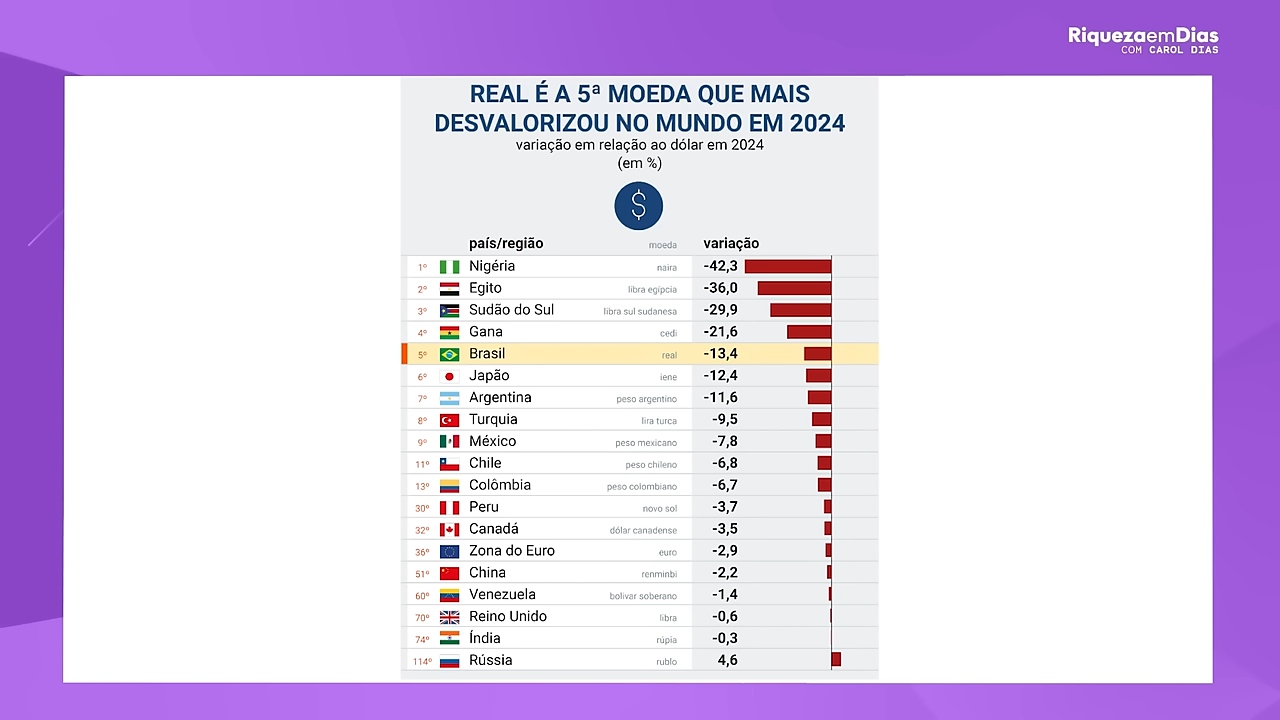 RiquezaemDias
COM CAROL DIAS
REAL É A 5ª MOEDA QUE MAIS
DESVALORIZOU NO MUNDO EM 2024
variação em relação ao dólar em 2024
(em %)
$
país/região moeda variação
1º Nigéria naira -42,3
2º Egito libra egípcia -36,0
3º Sudão do Sul libra sul sudanesa -29,9
4º Gana cedi -21,6
5º Brasil real -13,4
6º Japão iene -12,4
7º Argentina peso argentino -11,6
8º Turquia lira turca -9,5
9º México peso mexicano -7,8
11º Chile peso chileno -6,8
13º Colômbia peso colombiano -6,7
30º Peru novo sol -3,7
32º Canadá dólar canadense -3,5
36º Zona do Euro euro -2,9
51º China renminbi -2,2
60º Venezuela bolivar soberano -1,4
70º Reino Unido libra -0,6
74º Índia rúpia -0,3
114º Rússia rublo 4,6